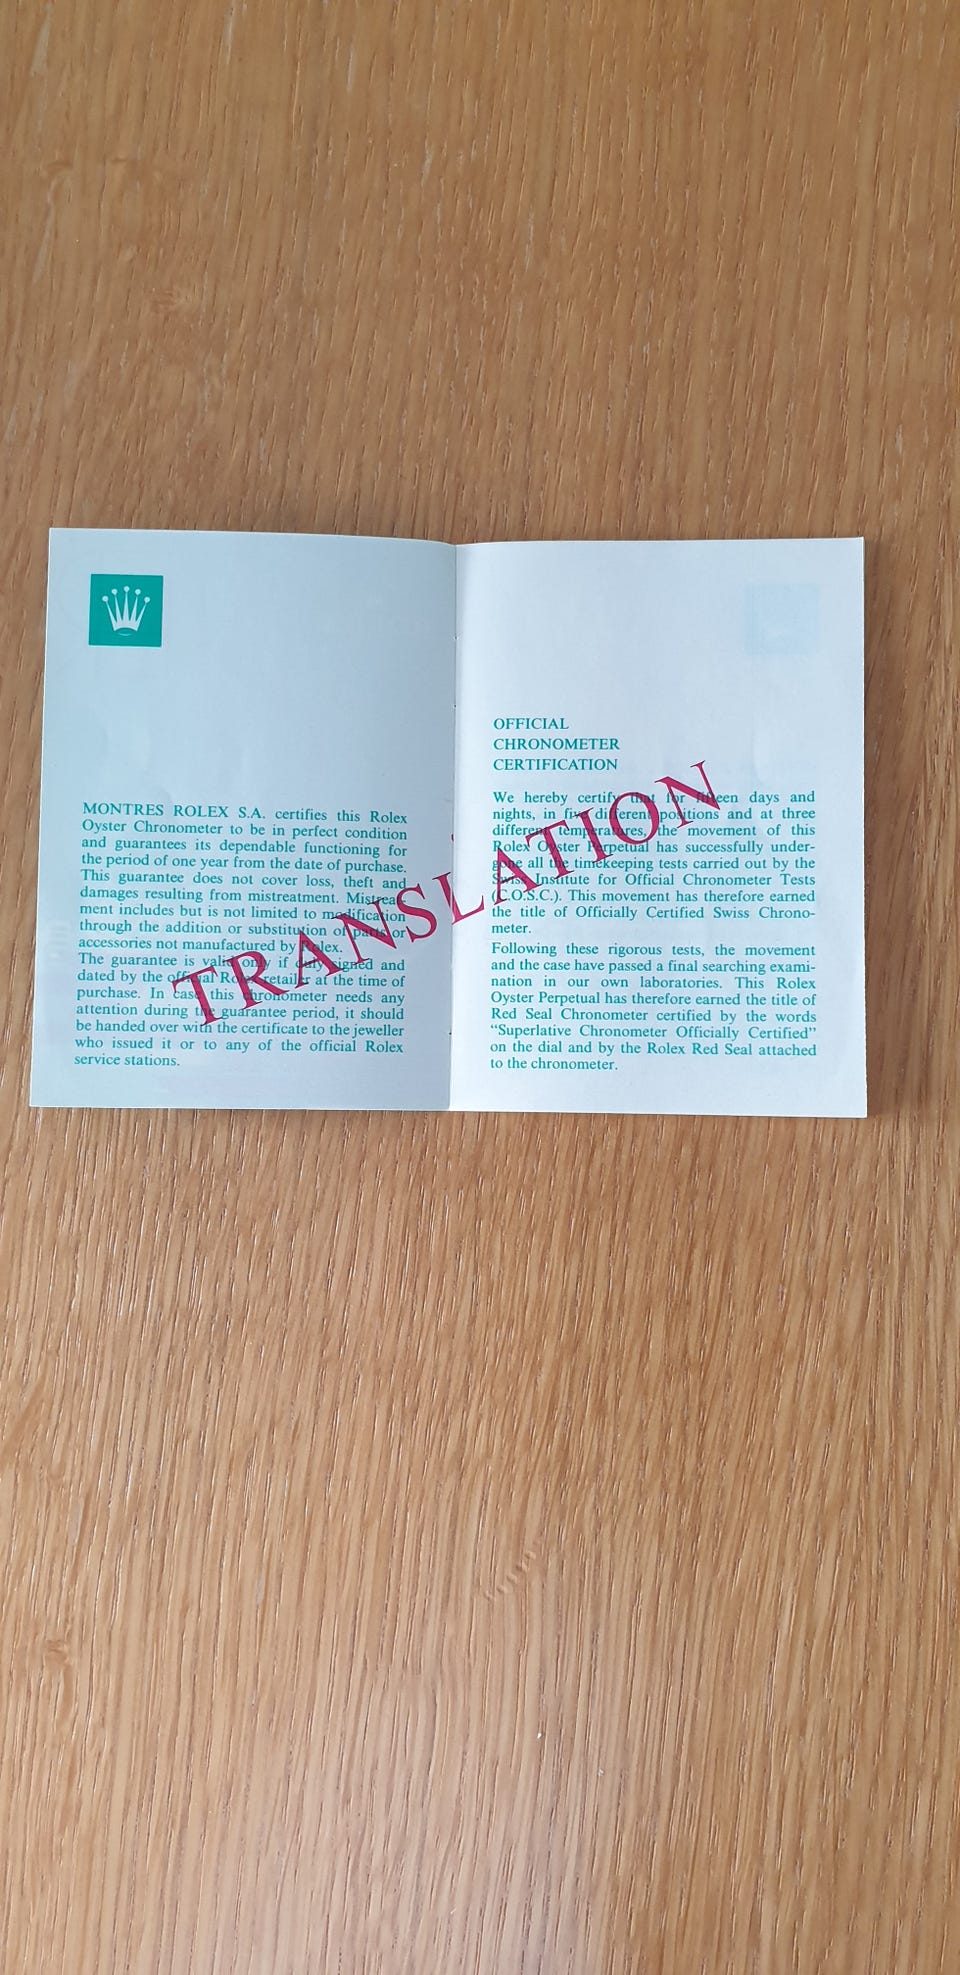 MONTRES ROLEX S.A. certifies this Rolex
Oyster Chronometer to be in perfect condition
and guarantees its dependable functioning for
the period of one year from the date of purchase.
This guarantee does not cover loss, theft and
damages resulting from mistreatment. Mistreat-
ment includes but is not limited to modification
through the addition or substitution of parts or
accessories not manufactured by Rolex.
The guarantee is valid only if duly signed and
dated by the official Rolex retailer at the time of
purchase. In case this chronometer needs any
attention during the guarantee period, it should
be handed over with the certificate to the jeweller
who issued it or to any of the official Rolex
service stations.
TRANSLATION
OFFICIAL
CHRONOMETER
CERTIFICATION
We hereby certify that for fifteen days and
nights, in five different positions and at three
different temperatures, the movement of this
Rolex Oyster Perpetual has successfully under-
gone all the timekeeping tests carried out by the
Swiss Institute for Official Chronometer Tests
(C.O.S.C.). This movement has therefore earned
the title of Officially Certified Swiss Chrono-
meter.
Following these rigorous tests, the movement
and the case have passed a final searching exami-
nation in our own laboratories. This Rolex
Oyster Perpetual has therefore earned the title of
Red Seal Chronometer certified by the words
“Superlative Chronometer Officially Certified”
on the dial and by the Rolex Red Seal attached
to the chronometer.